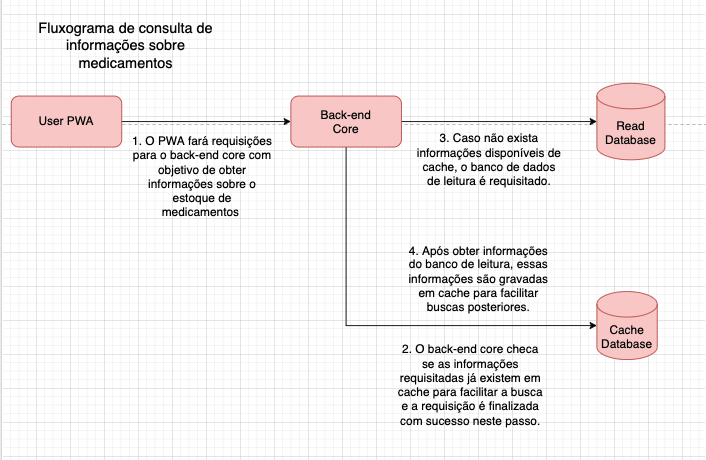 Fluxograma de consulta de
informações sobre
medicamentos
User PWA
Back-end
Core
Read
Database
1. O PWA fará requisições
para o back-end core com
objetivo de obter
informações sobre o
estoque de
medicamentos
3. Caso não exista
informações disponíveis de
cache, o banco de dados
de leitura é requisitado.
4. Após obter informações
do banco de leitura, essas
informações são gravadas
em cache para facilitar
buscas posteriores.
Cache
Database
2. O back-end core checa
se as informações
requisitadas já existem em
cache para facilitar a busca
e a requisição é finalizada
com sucesso neste passo.